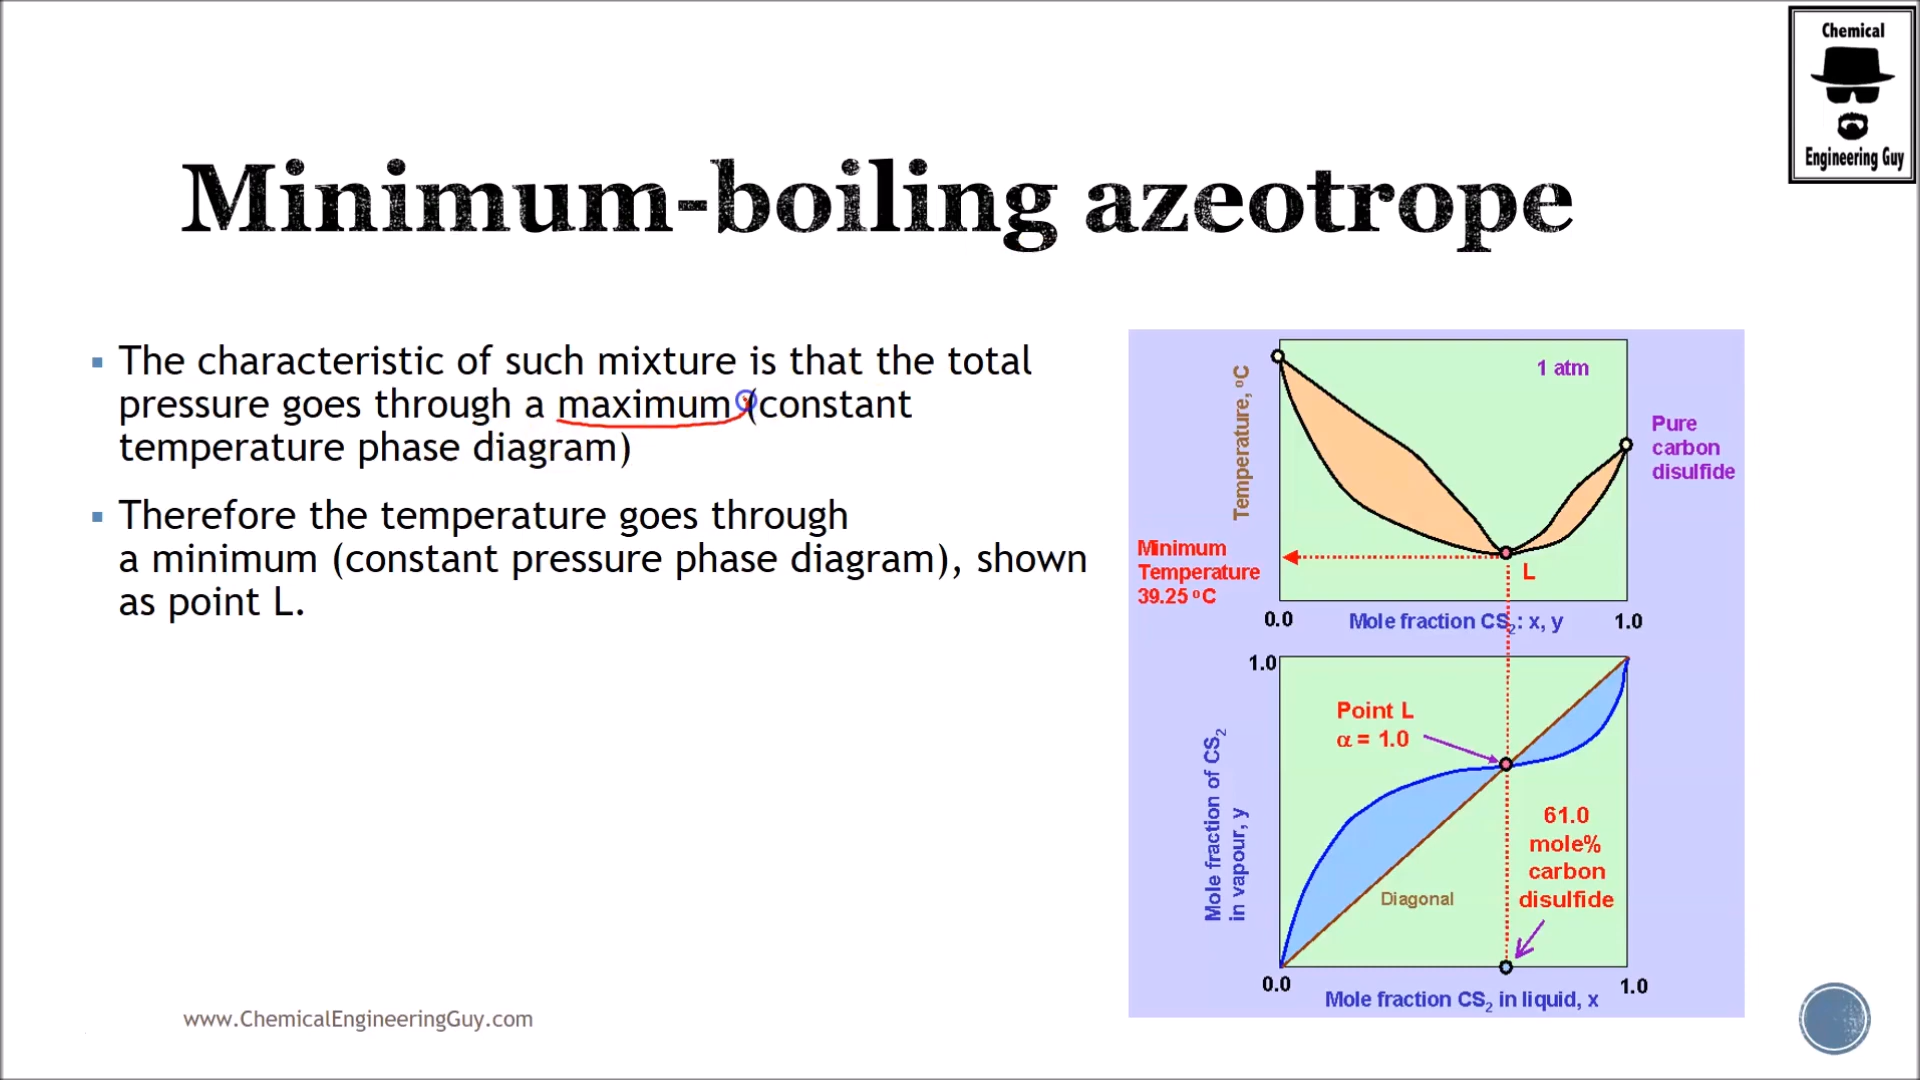 Chemical
Engineering Guy
Minimum-boiling azeotrope
The characteristic of such mixture is that the total
pressure goes through a maximum (constant
temperature phase diagram)
Therefore the temperature goes through
a minimum (constant pressure phase diagram), shown
as point L.
Temperature, ºC
1 atm
Pure
carbon
disulfide
Minimum
Temperature
39.25 ºC
L
0.0
Mole fraction CS₂: x, y
1.0
1.0
Point L
α = 1.0
Mole fraction of CS₂
in vapour, y
61.0
mole%
carbon
disulfide
Diagonal
0.0
Mole fraction CS₂ in liquid, x
1.0
www.ChemicalEngineeringGuy.com